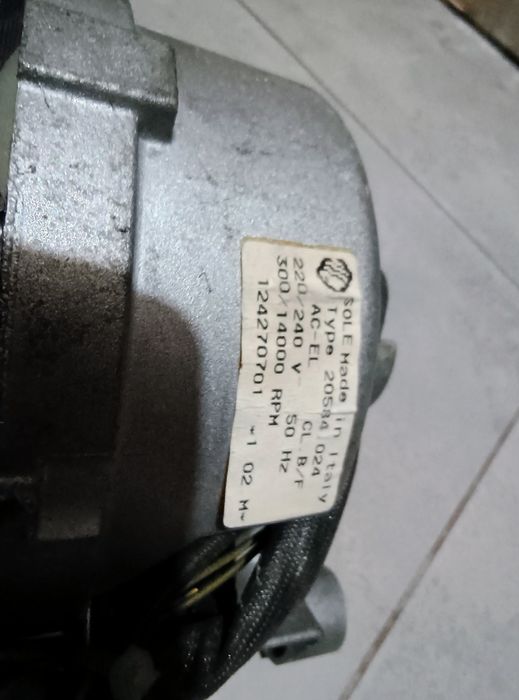 SOLE Made in Italy
Type 20584.024
AC-EL CL.B/F
220/240 V~ 50 Hz
300/14000 RPM
124270701 *1 02 M*